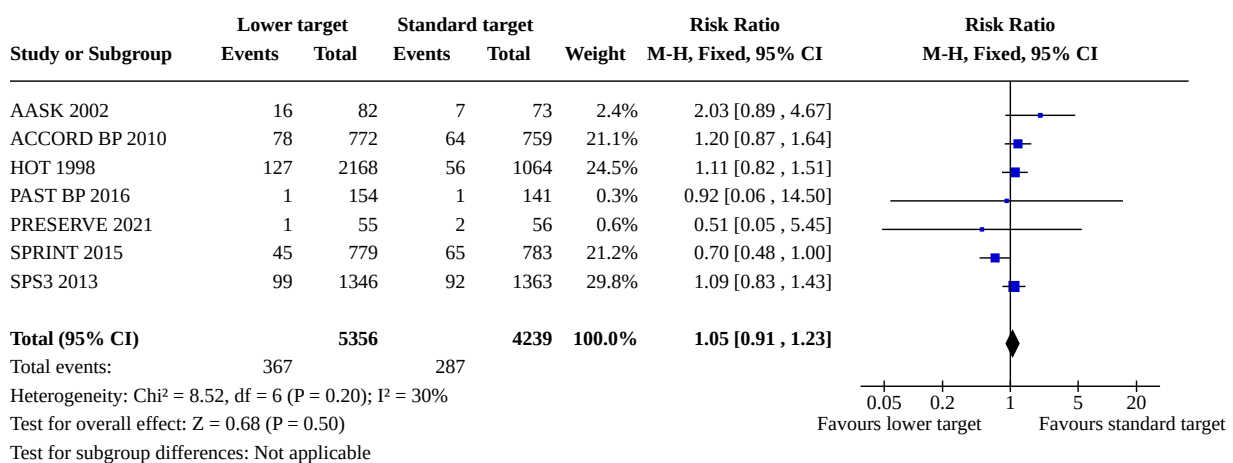 Lower target Standard target Risk Ratio Risk Ratio
Study or Subgroup Events Total Events Total Weight M-H, Fixed, 95% CI M-H, Fixed, 95% CI
AASK 2002 16 82 7 73 2.4% 2.03 [0.89 , 4.67]
ACCORD BP 2010 78 772 64 759 21.1% 1.20 [0.87 , 1.64]
HOT 1998 127 2168 56 1064 24.5% 1.11 [0.82 , 1.51]
PAST BP 2016 1 154 1 141 0.3% 0.92 [0.06 , 14.50]
PRESERVE 2021 1 55 2 56 0.6% 0.51 [0.05 , 5.45]
SPRINT 2015 45 779 65 783 21.2% 0.70 [0.48 , 1.00]
SPS3 2013 99 1346 92 1363 29.8% 1.09 [0.83 , 1.43]
Total (95% CI) 5356 4239 100.0% 1.05 [0.91 , 1.23]
Total events: 367 287
Heterogeneity: Chi² = 8.52, df = 6 (P = 0.20); I² = 30%
0.05 0.2 1 5 20
Test for overall effect: Z = 0.68 (P = 0.50) Favours lower target Favours standard target
Test for subgroup differences: Not applicable